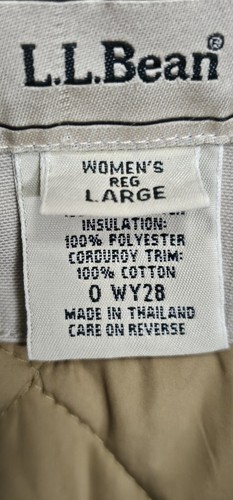 L.L.Bean®
WOMEN'S
REG
LARGE
INSULATION:
100% POLYESTER
CORDUROY TRIM:
100% COTTON
0 WY28
MADE IN THAILAND
CARE ON REVERSE